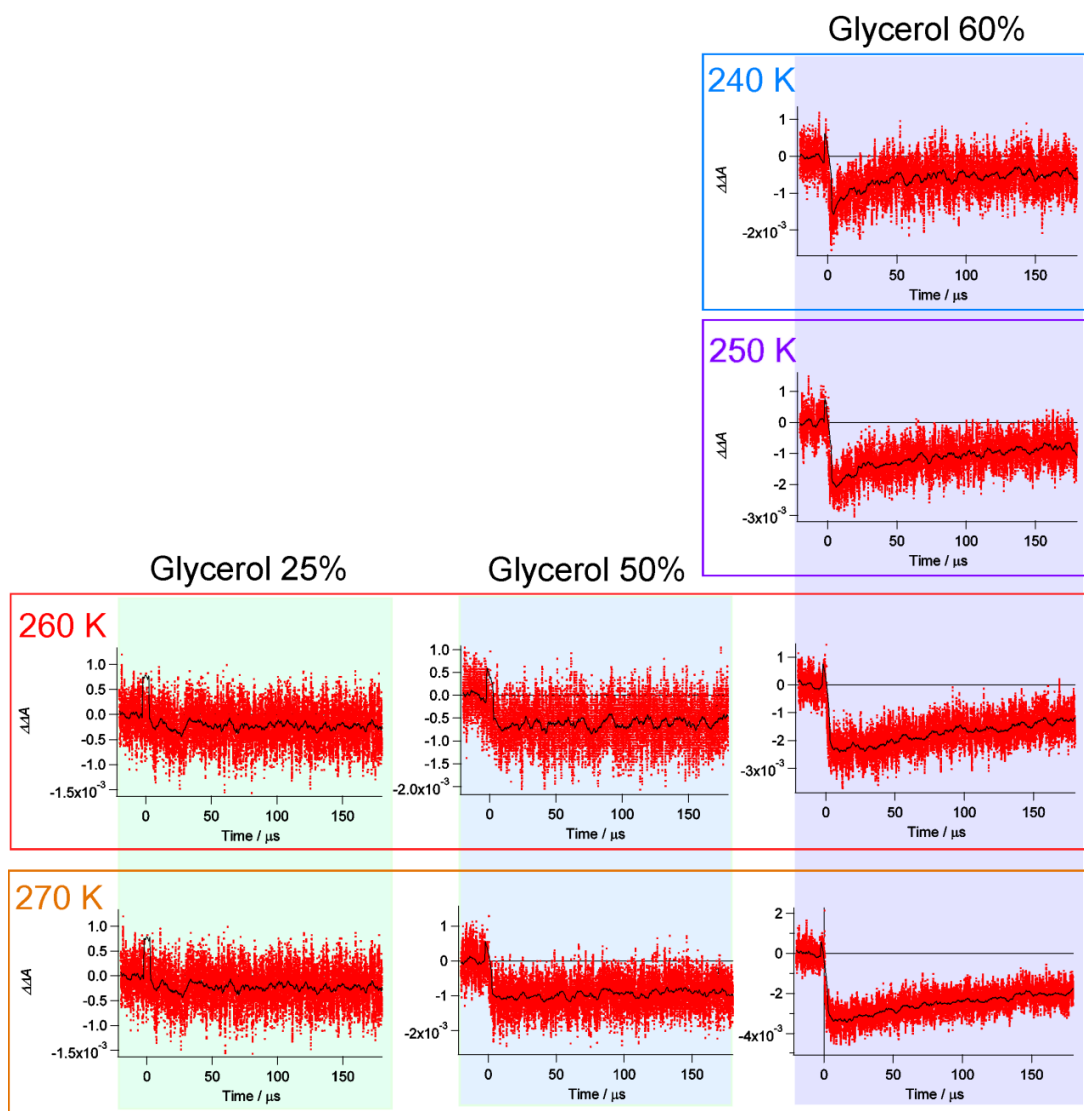 Glycerol 60%
240 K
1
0
-1
-2x10⁻³
ΔΔA
0 50 100 150
Time / μs
250 K
1
0
-1
-2
-3x10⁻³
ΔΔA
0 50 100 150
Time / μs
Glycerol 25%
Glycerol 50%
260 K
1.0
0.5
0.0
-0.5
-1.0
-1.5x10⁻³
ΔΔA
0 50 100 150
Time / μs
1.0
0.5
0.0
-0.5
-1.0
-1.5
-2.0x10⁻³
0 50 100 150
Time / μs
1
0
-1
-2
-3x10⁻³
0 50 100 150
Time / μs
270 K
1.0
0.5
0.0
-0.5
-1.0
-1.5x10⁻³
ΔΔA
0 50 100 150
Time / μs
1
0
-1
-2x10⁻³
0 50 100 150
Time / μs
2
0
-2
-4x10⁻³
0 50 100 150
Time / μs